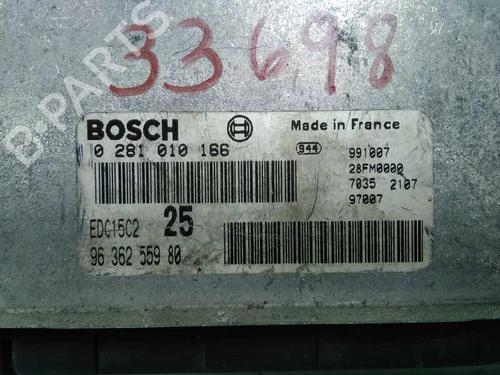 33698
B-PARTS
BOSCH Made in France
0 281 010 166 944 991007
28FM0000
7035 2107
97007
EDC15C2 25
96 362 559 80